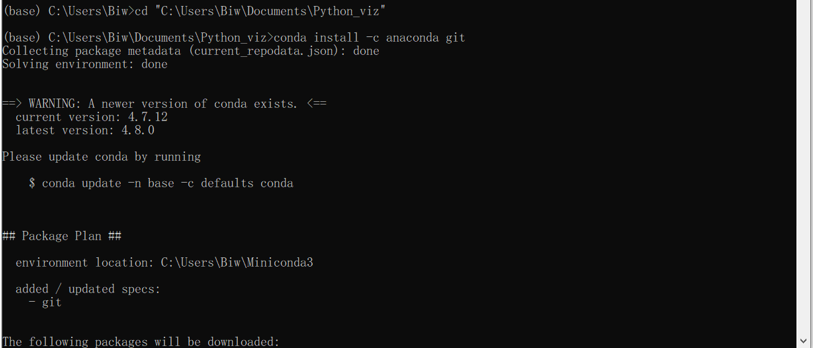 (base) C:\Users\Biw>cd "C:\Users\Biw\Documents\Python_viz"
(base) C:\Users\Biw\Documents\Python_viz>conda install -c anaconda git
Collecting package metadata (current_repodata.json): done
Solving environment: done
==> WARNING: A newer version of conda exists. <==
current version: 4.7.12
latest version: 4.8.0
Please update conda by running
$ conda update -n base -c defaults conda
## Package Plan ##
environment location: C:\Users\Biw\Miniconda3
added / updated specs:
- git
The following packages will be downloaded: